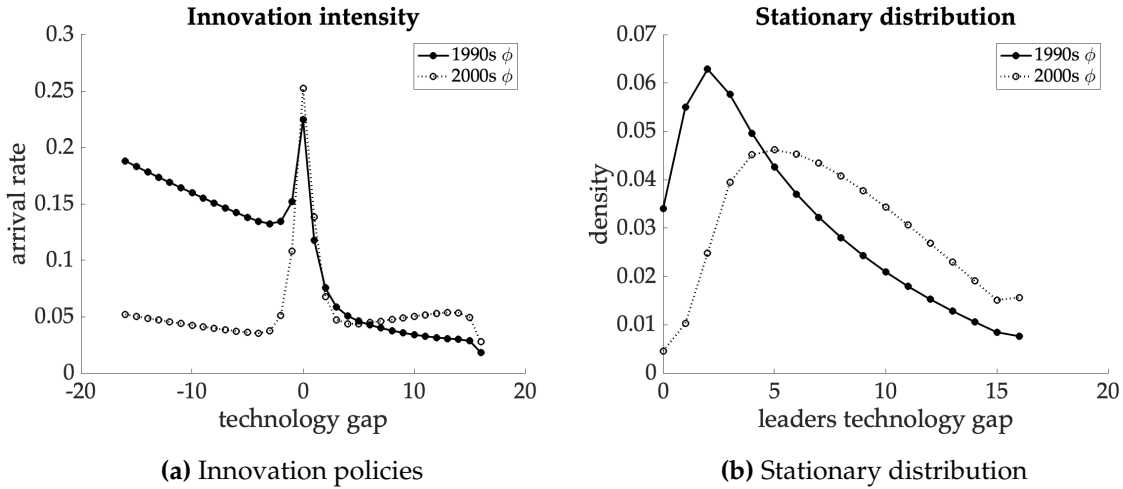 Innovation intensity
0.3
0.25
0.2
0.15
0.1
0.05
0
arrival rate
1990s ϕ
2000s ϕ
-20
-10
0
10
20
technology gap
(a) Innovation policies
Stationary distribution
0.07
0.06
0.05
0.04
0.03
0.02
0.01
0
density
1990s ϕ
2000s ϕ
0
5
10
15
20
leaders technology gap
(b) Stationary distribution